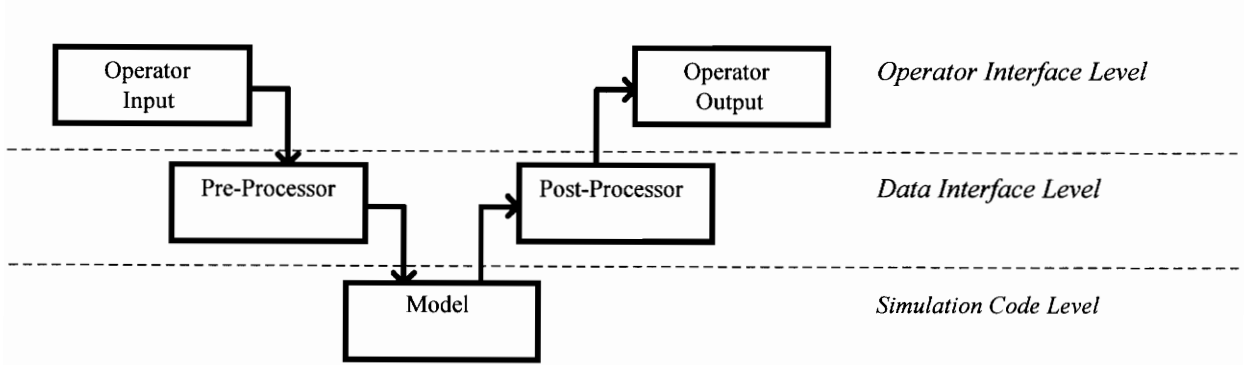 Operator
Input
Operator
Output
Operator Interface Level
Pre-Processor
Post-Processor
Data Interface Level
Model
Simulation Code Level